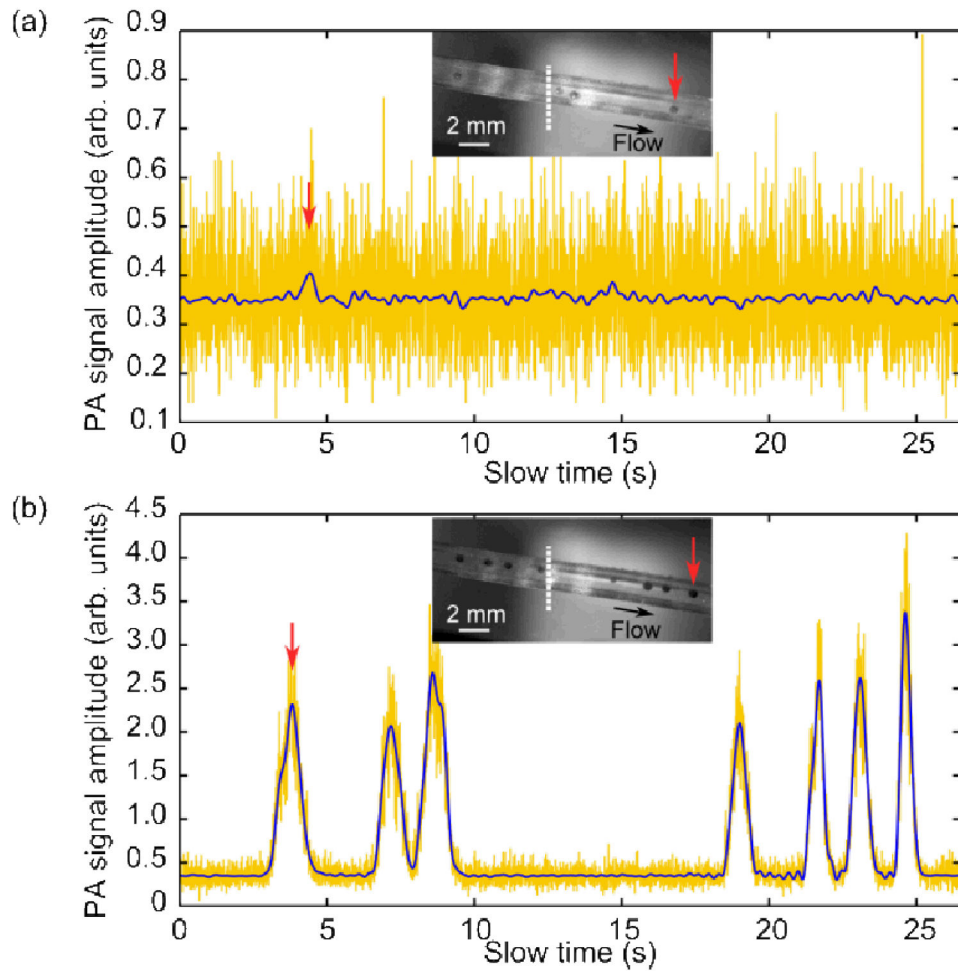 (a)
PA signal amplitude (arb. units)
0.9
0.8
0.7
0.6
0.5
0.4
0.3
0.2
0.1
2 mm
Flow
0 5 10 15 20 25
Slow time (s)
(b)
PA signal amplitude (arb. units)
4.5
4.0
3.5
3.0
2.5
2.0
1.5
1.0
0.5
0
2 mm
Flow
0 5 10 15 20 25
Slow time (s)